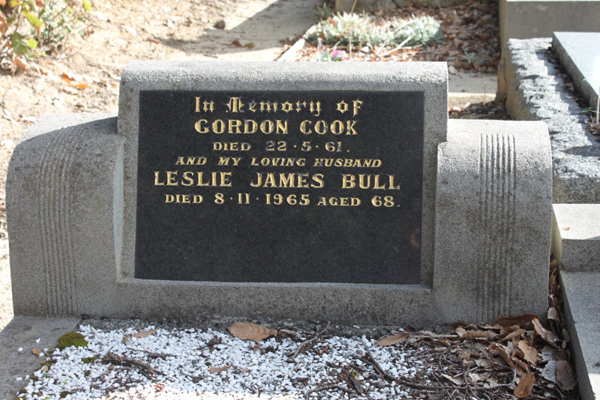 In Memory of
GORDON COOK
DIED 22·5·61.
AND MY LOVING HUSBAND
LESLIE JAMES BULL
DIED 8·11·1965 AGED 68.